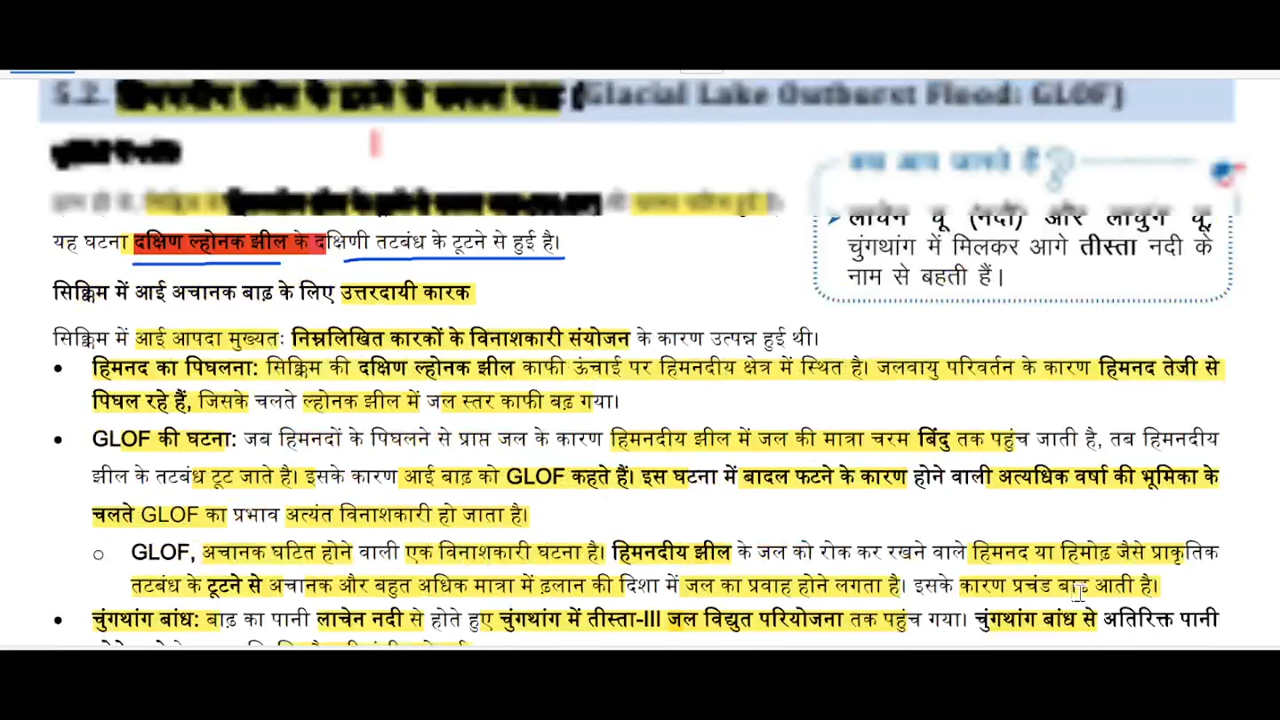 5.2. (Glacial Lake Outburst Flood: GLOF)
क्या आप जानते हैं ?
लाचेन चू (नदी) और लाचुंग चू,
यह घटना दक्षिण ल्होनक झील के दक्षिणी तटबंध के टूटने से हुई है।
चुंगथांग में मिलकर आगे तीस्ता नदी के
नाम से बहती हैं।
सिक्किम में आई अचानक बाढ़ के लिए उत्तरदायी कारक
सिक्किम में आई आपदा मुख्यतः निम्नलिखित कारकों के विनाशकारी संयोजन के कारण उत्पन्न हुई थी।
• हिमनद का पिघलना: सिक्किम की दक्षिण ल्होनक झील काफी ऊंचाई पर हिमनदीय क्षेत्र में स्थित है। जलवायु परिवर्तन के कारण हिमनद तेजी से
पिघल रहे हैं, जिसके चलते ल्होनक झील में जल स्तर काफी बढ़ गया।
• GLOF की घटना: जब हिमनदों के पिघलने से प्राप्त जल के कारण हिमनदीय झील में जल की मात्रा चरम बिंदु तक पहुंच जाती है, तब हिमनदीय
झील के तटबंध टूट जाते है। इसके कारण आई बाढ़ को GLOF कहते हैं। इस घटना में बादल फटने के कारण होने वाली अत्यधिक वर्षा की भूमिका के
चलते GLOF का प्रभाव अत्यंत विनाशकारी हो जाता है।
○ GLOF, अचानक घटित होने वाली एक विनाशकारी घटना है। हिमनदीय झील के जल को रोक कर रखने वाले हिमनद या हिमोढ़ जैसे प्राकृतिक
तटबंध के टूटने से अचानक और बहुत अधिक मात्रा में ढ़लान की दिशा में जल का प्रवाह होने लगता है। इसके कारण प्रचंड बाढ़ आती है।
• चुंगथांग बांध: बाढ़ का पानी लाचेन नदी से होते हुए चुंगथांग में तीस्ता-III जल विद्युत परियोजना तक पहुंच गया। चुंगथांग बांध से अतिरिक्त पानी